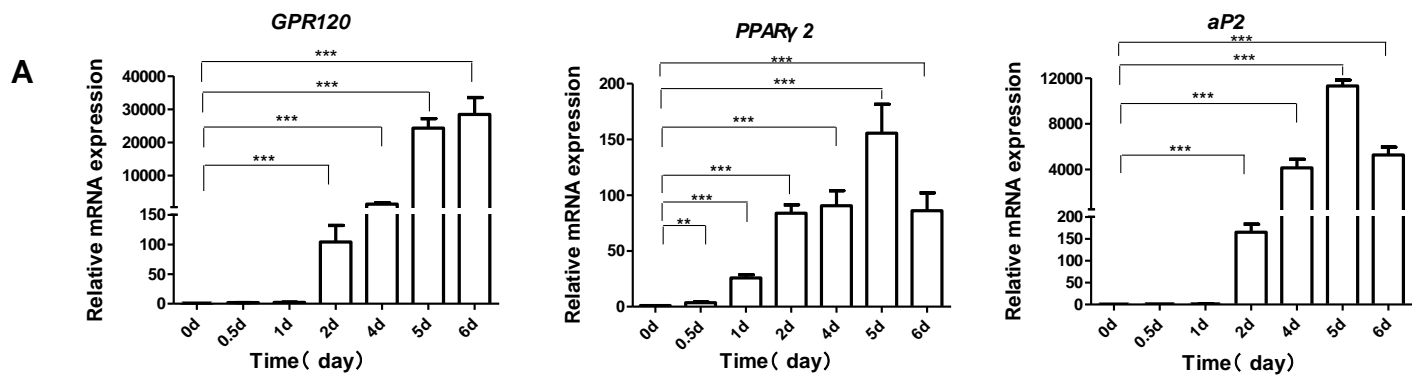 A
GPR120
Relative mRNA expression
40000
30000
20000
10000
150
100
50
0
***
***
***
***
0d
0.5d
1d
2d
4d
5d
6d
Time( day)
PPARγ 2
Relative mRNA expression
200
150
100
50
0
***
***
***
***
***
**
0d
0.5d
1d
2d
4d
5d
6d
Time( day)
aP2
Relative mRNA expression
12000
8000
4000
200
150
100
50
0
***
***
***
***
0d
0.5d
1d
2d
4d
5d
6d
Time( day)